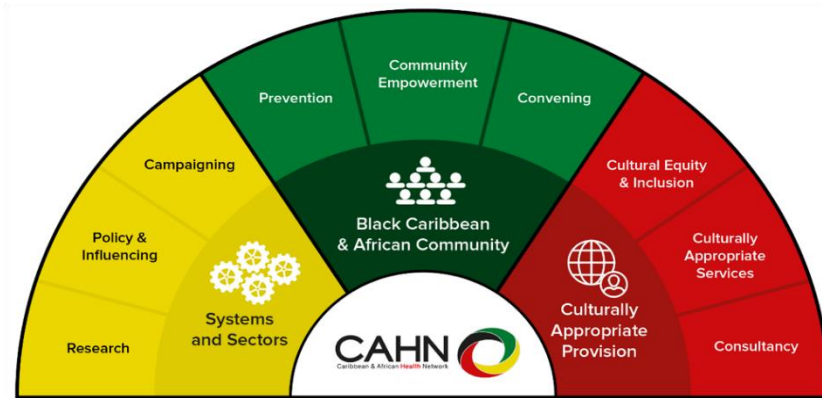 Research
Policy &
Influencing
Campaigning
Systems
and Sectors
Prevention
Community
Empowerment
Convening
Black Caribbean
& African Community
Cultural Equity
& Inclusion
Culturally
Appropriate
Services
Consultancy
Culturally
Appropriate
Provision
CAHN
Caribbean & African Health Network